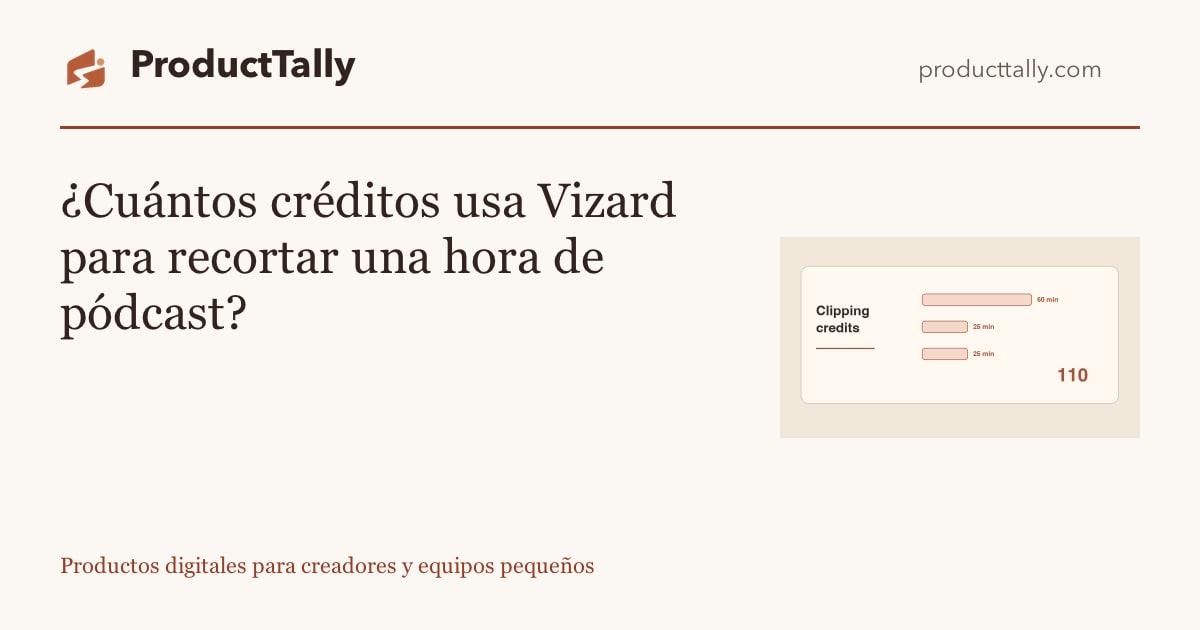 ProductTally
producttally.com
¿Cuántos créditos usa Vizard
para recortar una hora de
pódcast?
Clipping
credits
60 min
25 min
25 min
110
Productos digitales para creadores y equipos pequeños